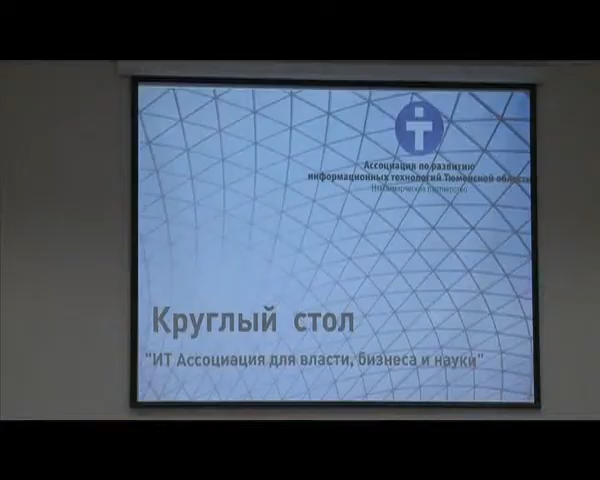 Ассоциация по развитию
информационных технологий Тюменской области
Некоммерческое партнерство
Круглый стол
"ИТ Ассоциация для власти, бизнеса и науки"